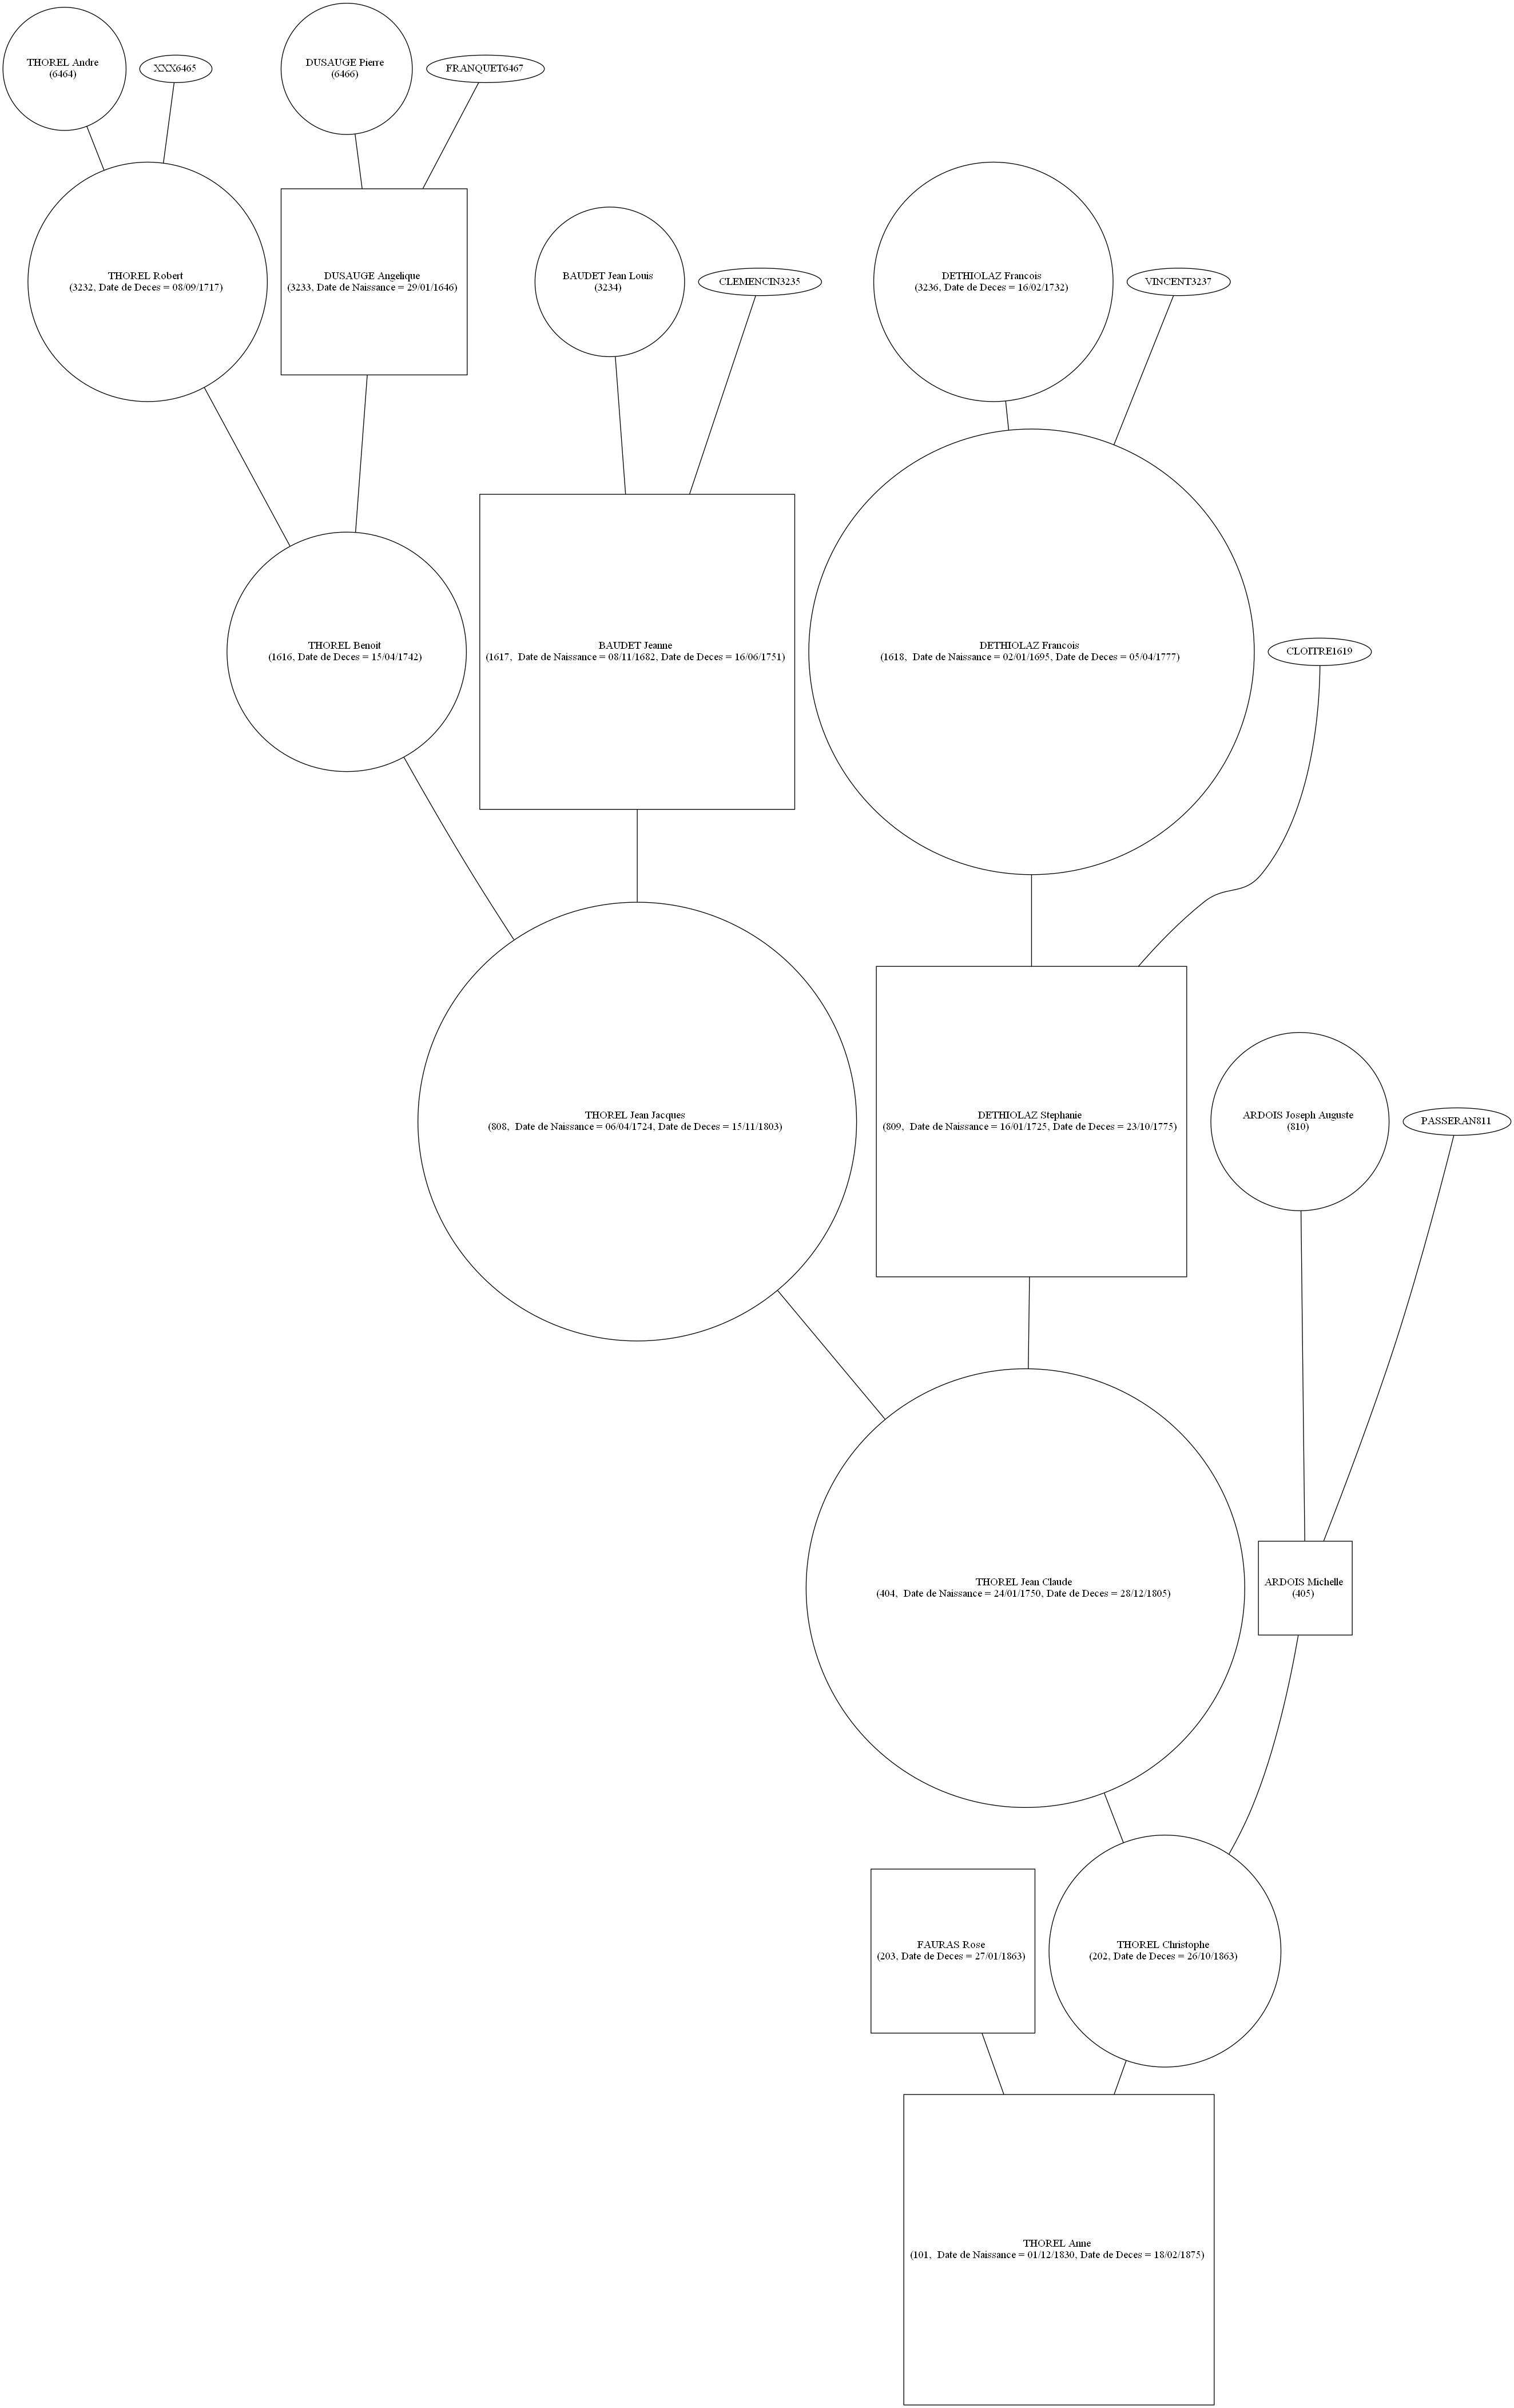 THOREL Andre
(6464)
XXX6465
DUSAUGE Pierre
(6466)
FRANQUET6467
THOREL Robert
(3232, Date de Deces = 08/09/1717)
DUSAUGE Angelique
(3233, Date de Naissance = 29/01/1646)
BAUDET Jean Louis
(3234)
CLEMENCIN3235
DETHIOLAZ Francois
(3236, Date de Deces = 16/02/1732)
VINCENT3237
THOREL Benoit
(1616, Date de Deces = 15/04/1742)
BAUDET Jeanne
(1617,  Date de Naissance = 08/11/1682, Date de Deces = 16/06/1751)
DETHIOLAZ Francois
(1618,  Date de Naissance = 02/01/1695, Date de Deces = 05/04/1777)
CLOITRE1619
THOREL Jean Jacques
(808,  Date de Naissance = 06/04/1724, Date de Deces = 15/11/1803)
DETHIOLAZ Stephanie
(809,  Date de Naissance = 16/01/1725, Date de Deces = 23/10/1775)
ARDOIS Joseph Auguste
(810)
PASSERAN811
THOREL Jean Claude
(404,  Date de Naissance = 24/01/1750, Date de Deces = 28/12/1805)
ARDOIS Michelle
(405)
FAURAS Rose
(203, Date de Deces = 27/01/1863)
THOREL Christophe
(202, Date de Deces = 26/10/1863)
THOREL Anne
(101,  Date de Naissance = 01/12/1830, Date de Deces = 18/02/1875)